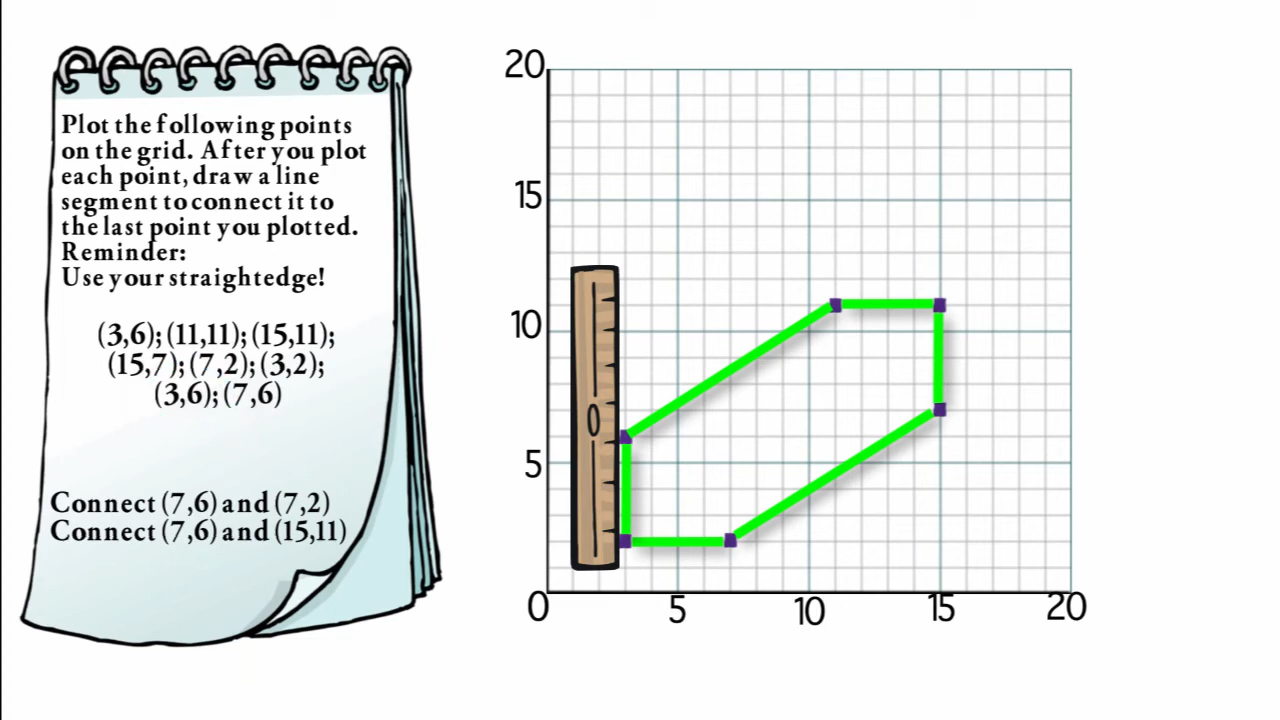 Plot the following points
on the grid. After you plot
each point, draw a line
segment to connect it to
the last point you plotted.
Reminder:
Use your straightedge!
(3,6); (11,11); (15,11);
(15,7); (7,2); (3,2);
(3,6); (7,6)
Connect (7,6) and (7,2)
Connect (7,6) and (15,11)
20
15
10
5
0 5 10 15 20